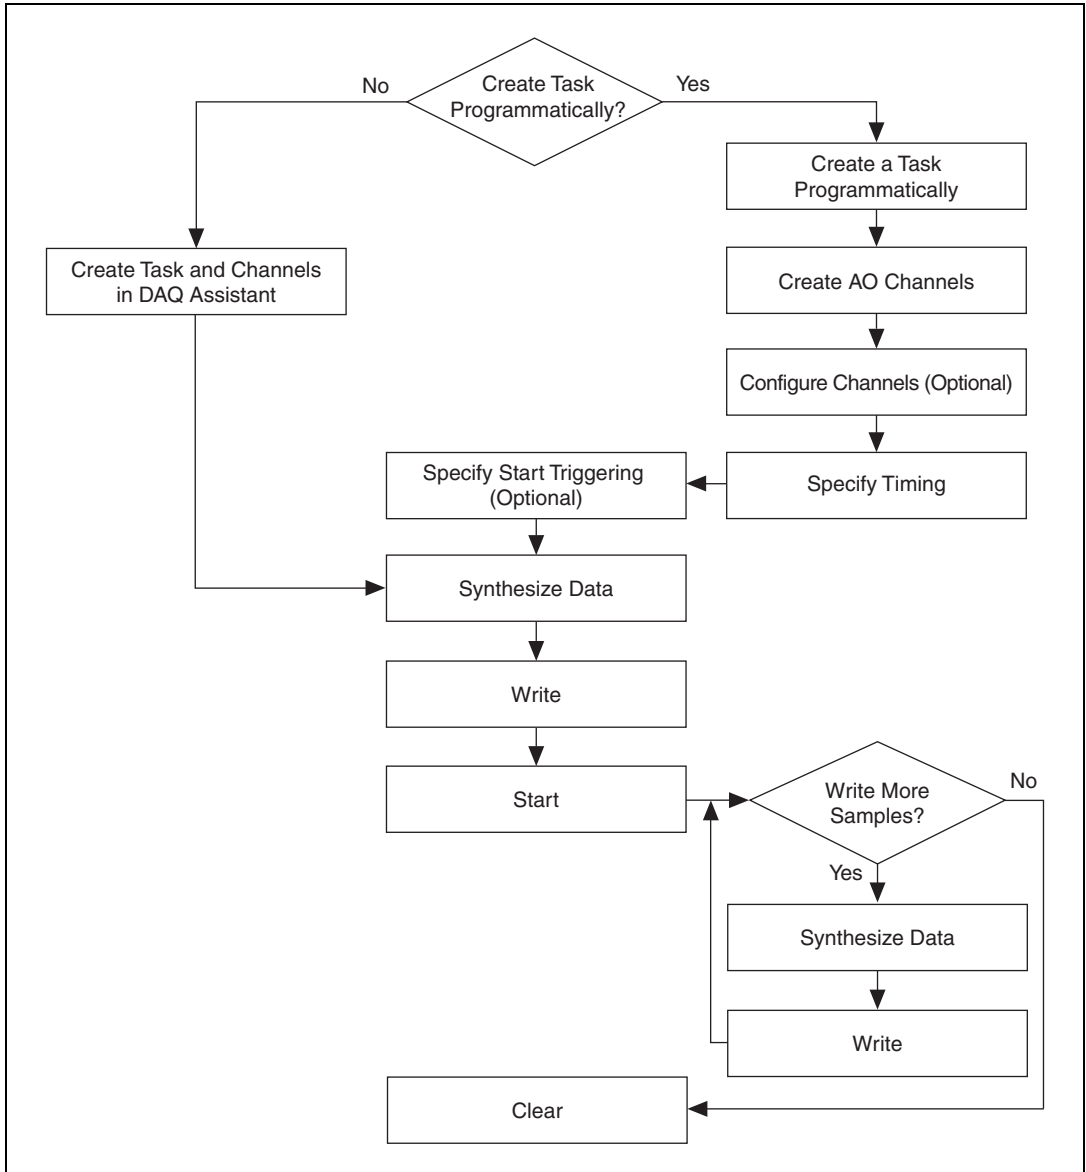 Create Task
Programmatically?
No
Yes
Create a Task
Programmatically
Create Task and Channels
in DAQ Assistant
Create AO Channels
Configure Channels (Optional)
Specify Start Triggering
(Optional)
Specify Timing
Synthesize Data
Write
Start
Write More
Samples?
No
Yes
Synthesize Data
Write
Clear